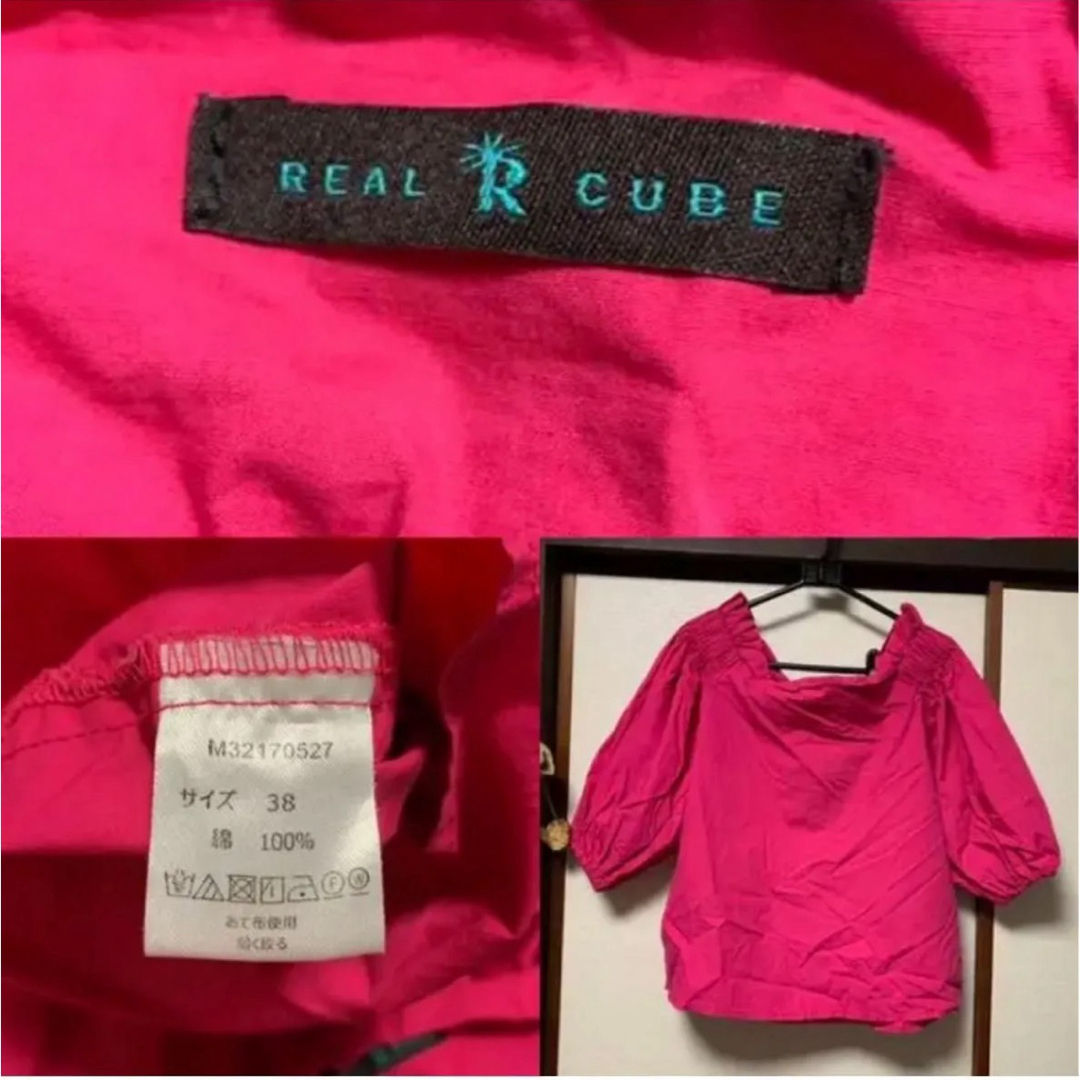 REAL R CUBE
M32170527
サイズ 38
綿 100%
F W
あて布使用
弱く絞る